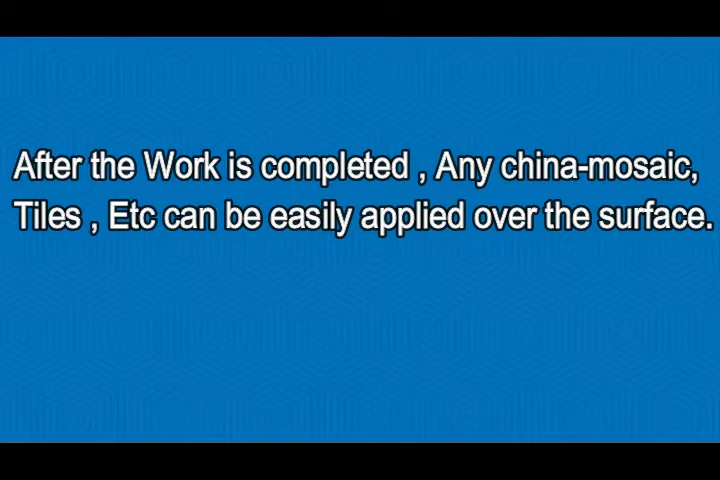 After the Work is completed , Any china-mosaic,
Tiles , Etc can be easily applied over the surface.